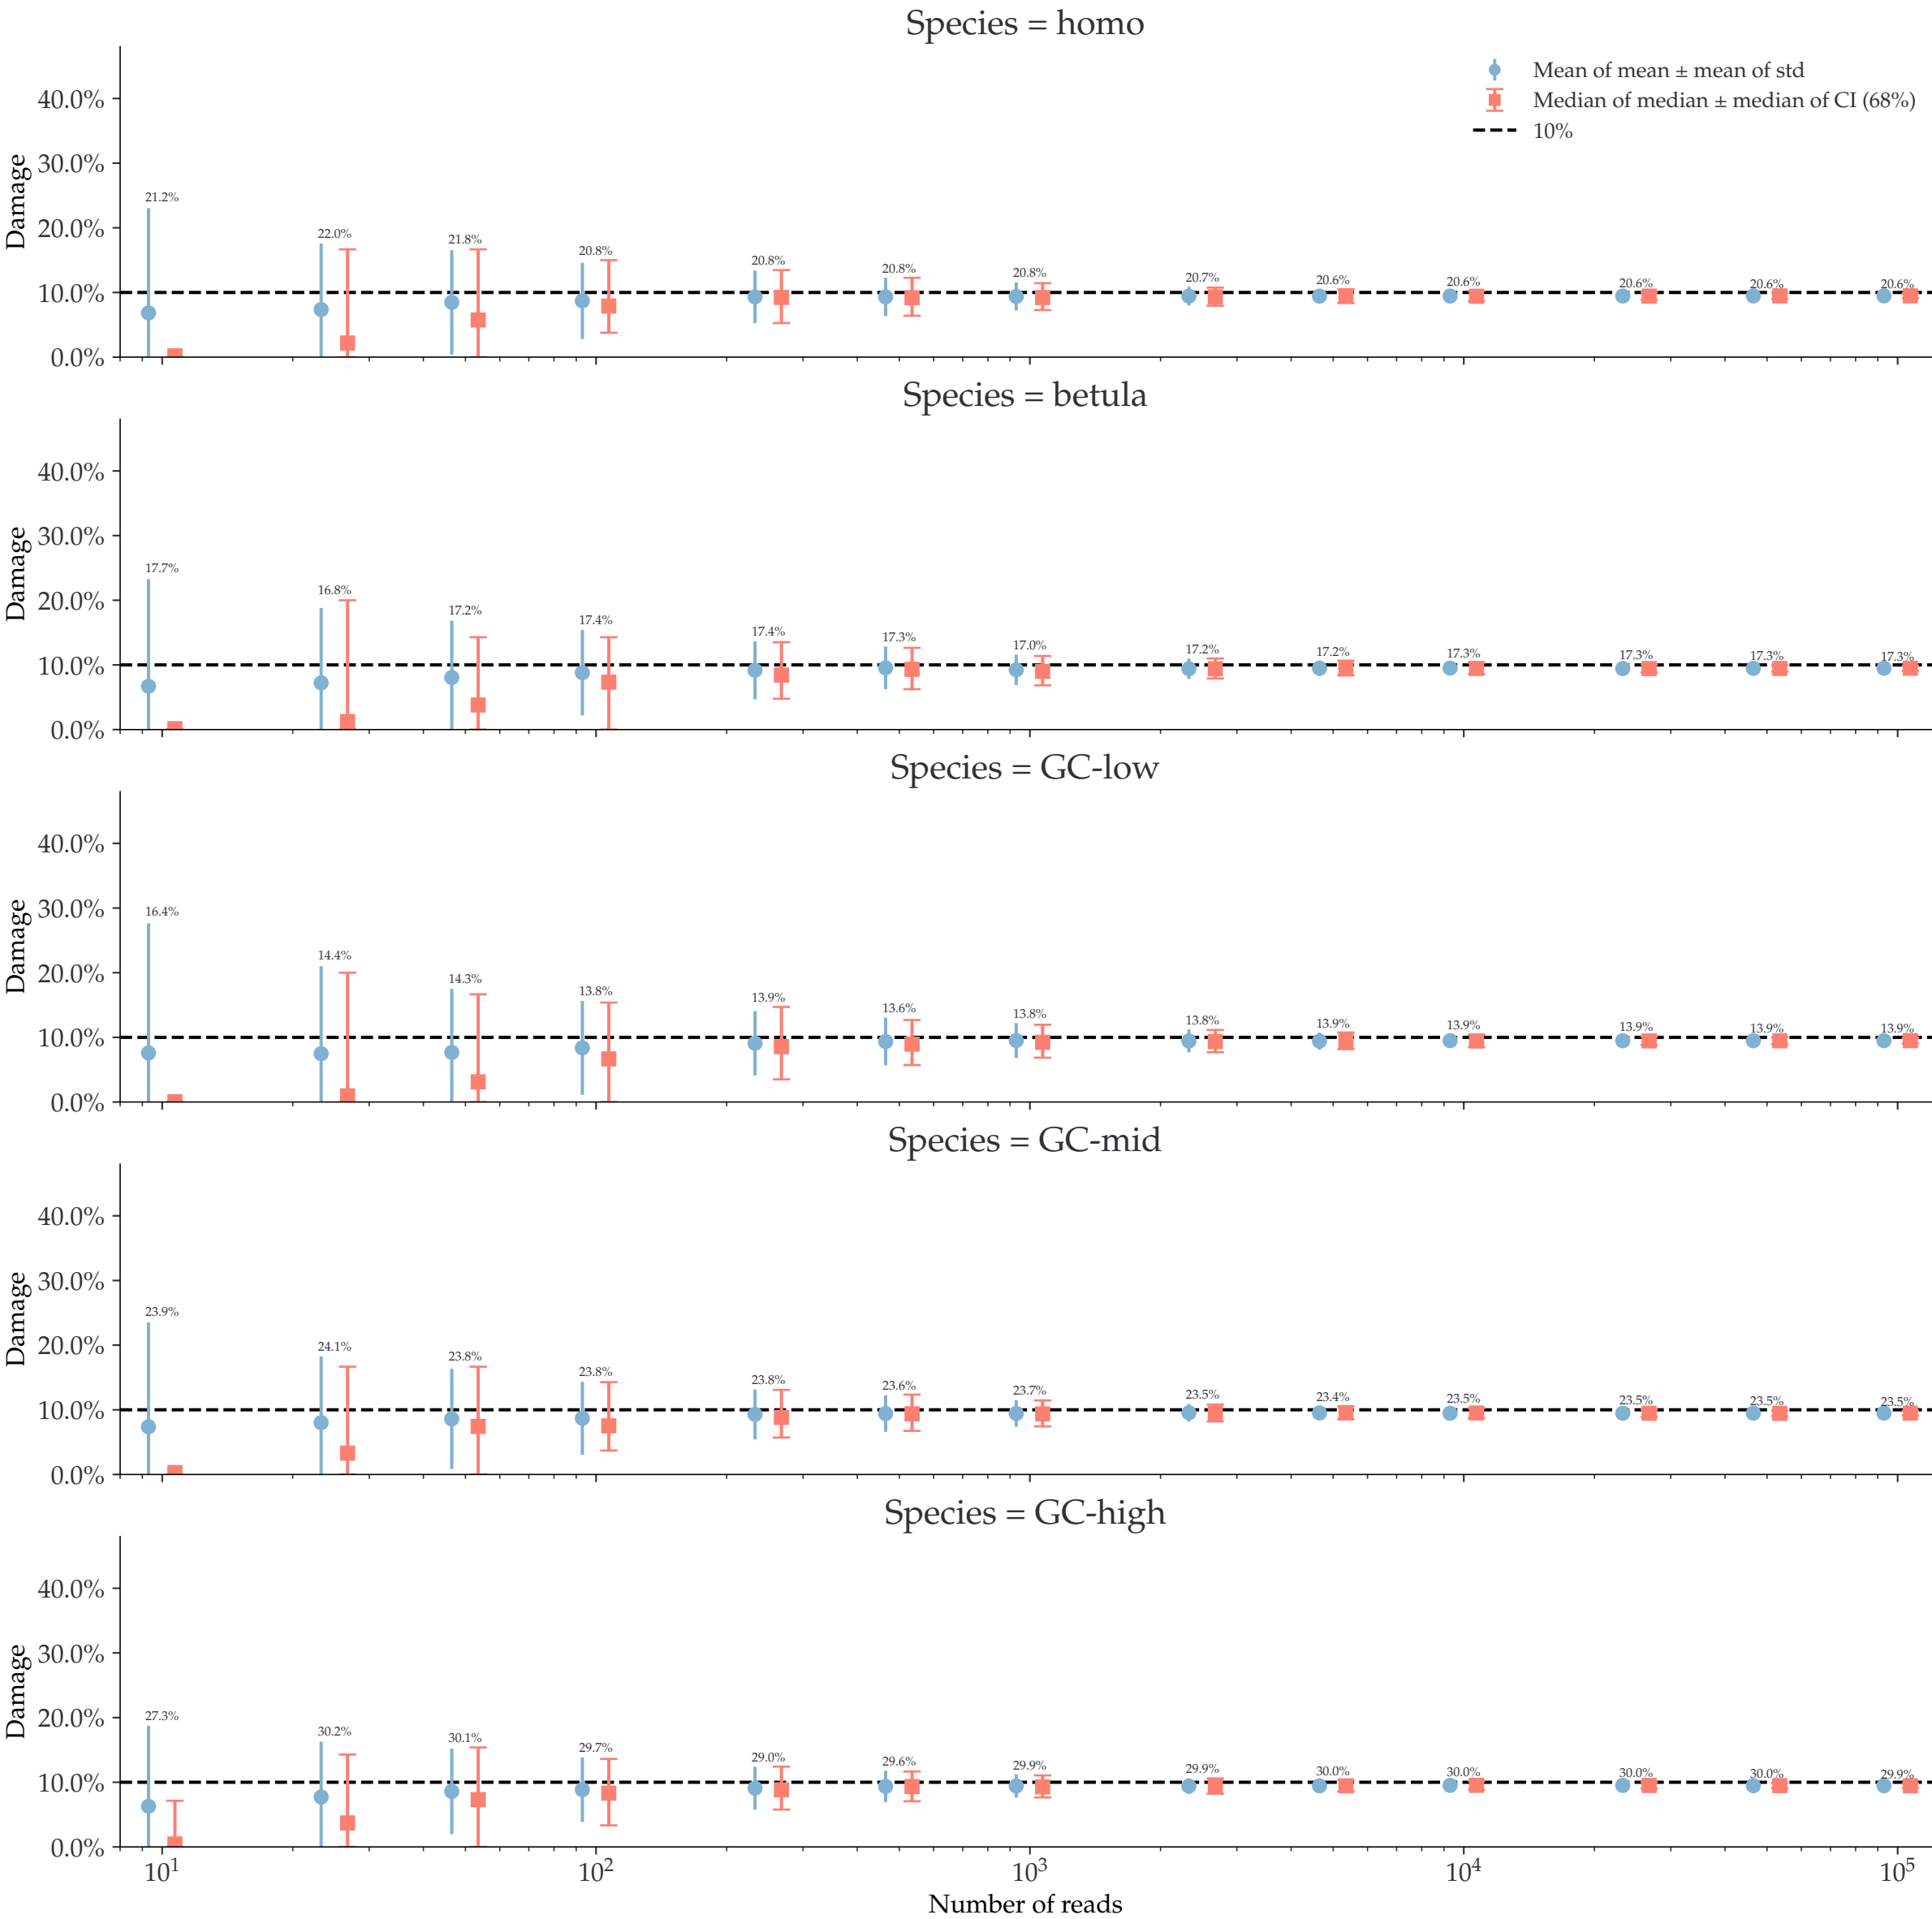 Species = homo
Mean of mean ± mean of std
Median of median ± median of CI (68%)
10%
Damage
40.0%
30.0%
20.0%
10.0%
0.0%
21.2% 22.0% 21.8% 20.8% 20.8% 20.8% 20.8% 20.7% 20.6% 20.6% 20.6% 20.6% 20.6%
Species = betula
Damage
40.0%
30.0%
20.0%
10.0%
0.0%
17.7% 16.8% 17.2% 17.4% 17.4% 17.3% 17.0% 17.2% 17.2% 17.3% 17.3% 17.3% 17.3%
Species = GC-low
Damage
40.0%
30.0%
20.0%
10.0%
0.0%
16.4% 14.4% 14.3% 13.8% 13.9% 13.6% 13.8% 13.8% 13.9% 13.9% 13.9% 13.9% 13.9%
Species = GC-mid
Damage
40.0%
30.0%
20.0%
10.0%
0.0%
23.9% 24.1% 23.8% 23.8% 23.8% 23.6% 23.7% 23.5% 23.4% 23.5% 23.5% 23.5% 23.5%
Species = GC-high
Damage
40.0%
30.0%
20.0%
10.0%
0.0%
27.3% 30.2% 30.1% 29.7% 29.0% 29.6% 29.9% 29.9% 30.0% 30.0% 30.0% 30.0% 29.9%
10¹ 10² 10³ 10⁴ 10⁵
Number of reads